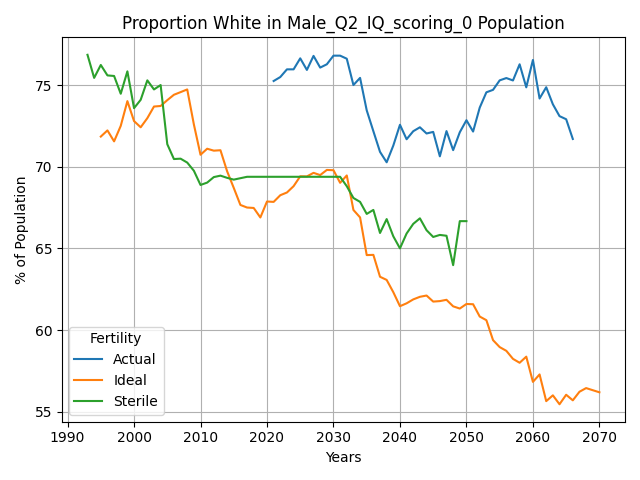 Proportion White in Male_Q2_IQ_scoring_0 Population
% of Population
75
70
65
60
55
Fertility
Actual
Ideal
Sterile
1990 2000 2010 2020 2030 2040 2050 2060 2070
Years